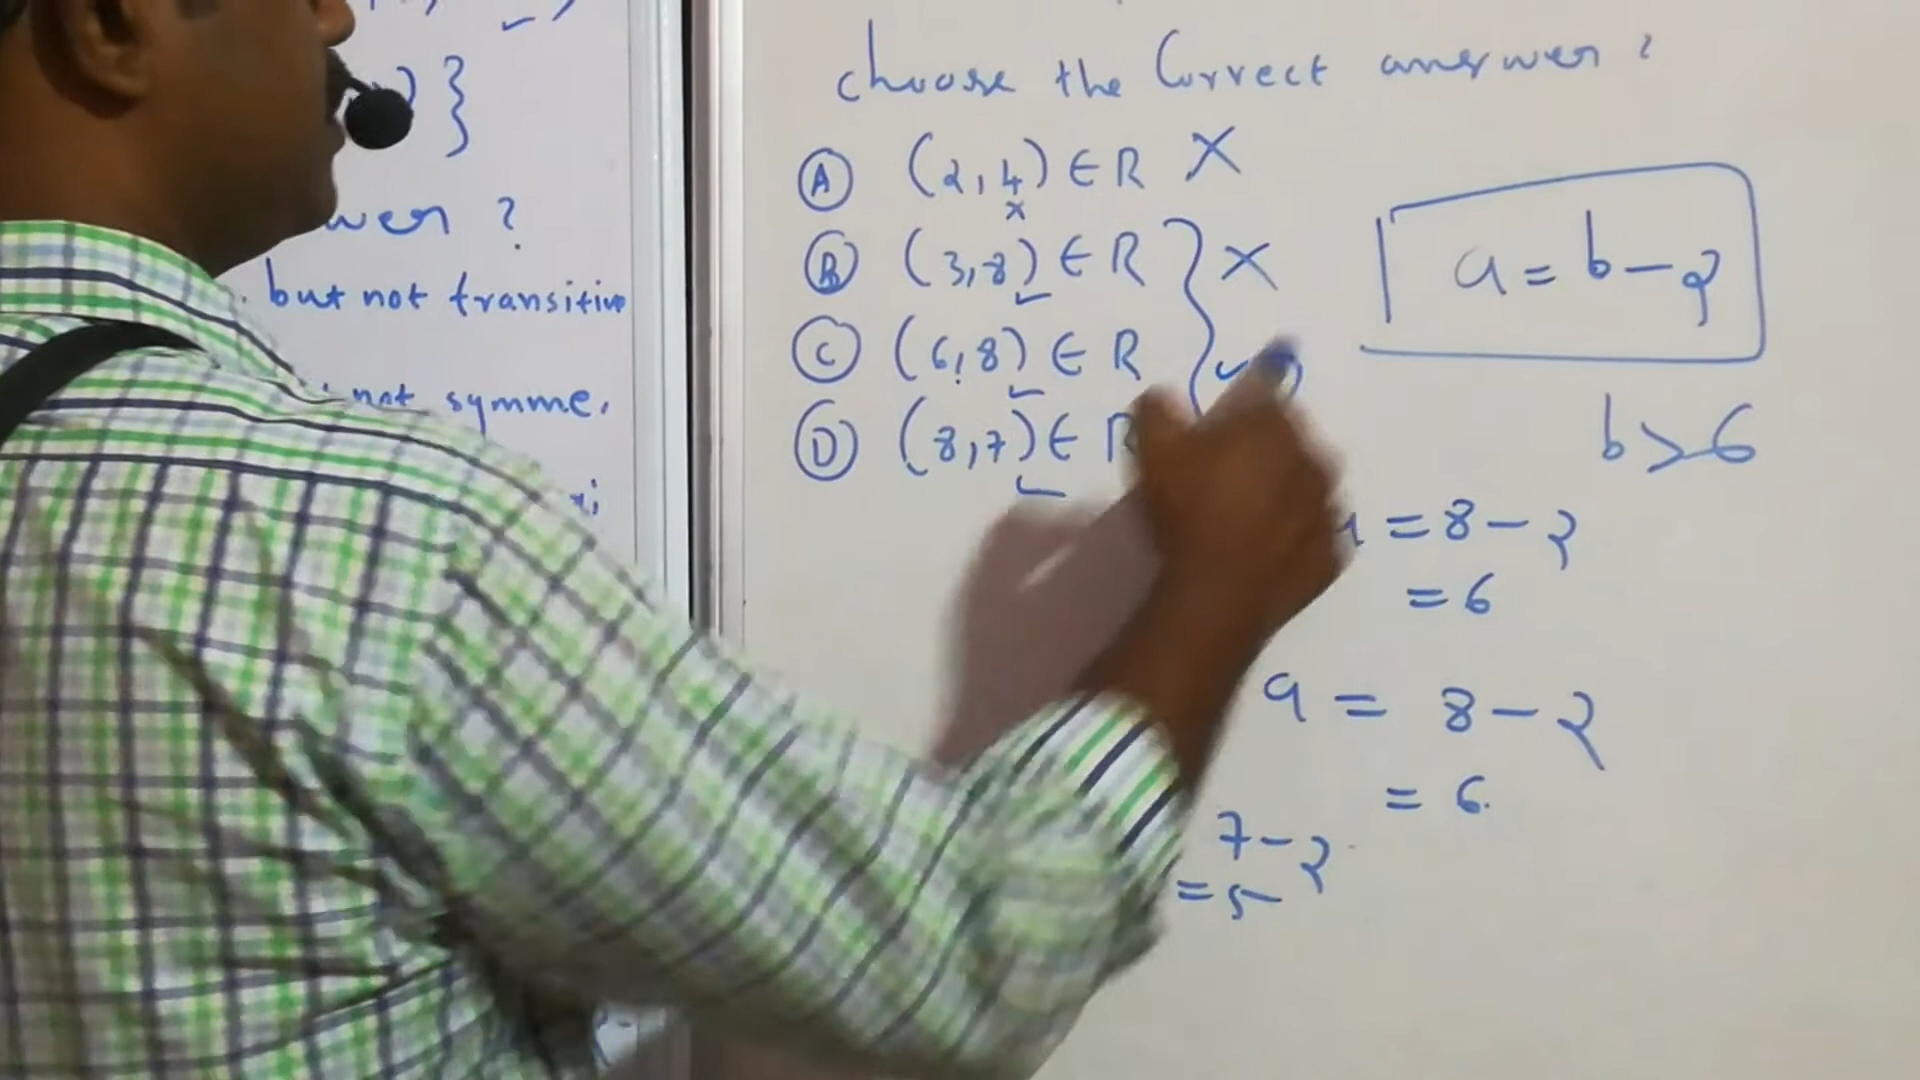 ) }
wer ?
but not transitive
not symme.
choose the Correct answer ?
A (2,4) ∈ R X
x
B (3,8) ∈ R X
C (6,8) ∈ R
D (8,7) ∈ R
a = b - 2
b > 6
= 8 - 2
= 6
a = 8 - 2
= 6.
7 - 2
= 5